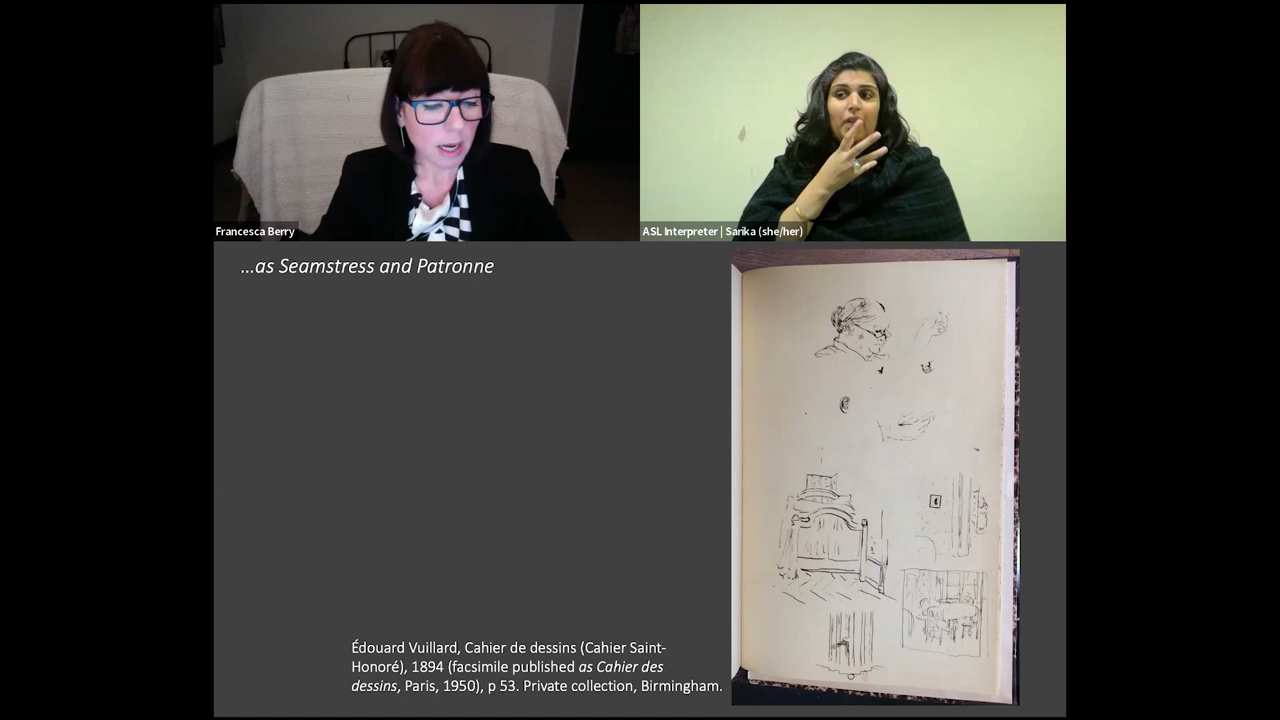 Francesca Berry
ASL Interpreter | Sarika (she/her)
...as Seamstress and Patronne
Édouard Vuillard, Cahier de dessins (Cahier Saint-
Honoré), 1894 (facsimile published as Cahier des
dessins, Paris, 1950), p 53. Private collection, Birmingham.